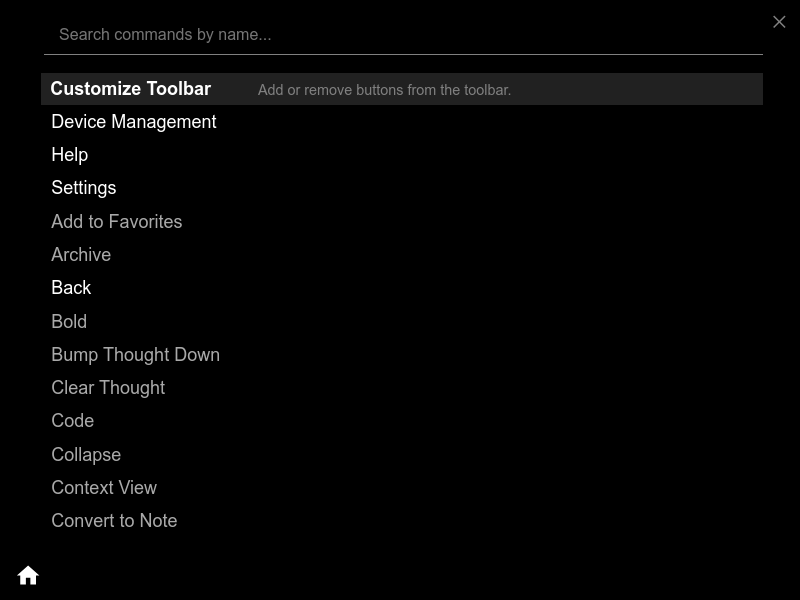 Search commands by name...
Customize Toolbar Add or remove buttons from the toolbar.
Device Management
Help
Settings
Add to Favorites
Archive
Back
Bold
Bump Thought Down
Clear Thought
Code
Collapse
Context View
Convert to Note